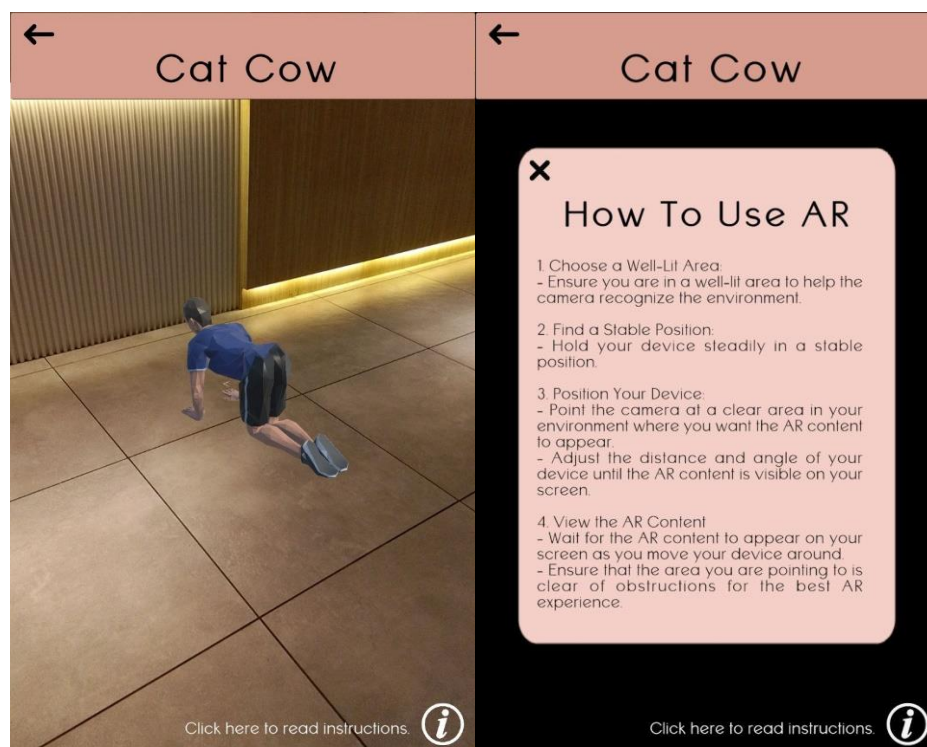 Cat Cow
Click here to read instructions.
Cat Cow
How To Use AR
1. Choose a Well-Lit Area:
- Ensure you are in a well-lit area to help the
camera recognize the environment.
2. Find a Stable Position:
- Hold your device steadily in a stable
position.
3. Position Your Device:
- Point the camera at a clear area in your
environment where you want the AR content
to appear.
- Adjust the distance and angle of your
device until the AR content is visible on your
screen.
4. View the AR Content
- Wait for the AR content to appear on your
screen as you move your device around.
- Ensure that the area you are pointing to is
clear of obstructions for the best AR
experience.
Click here to read instructions.